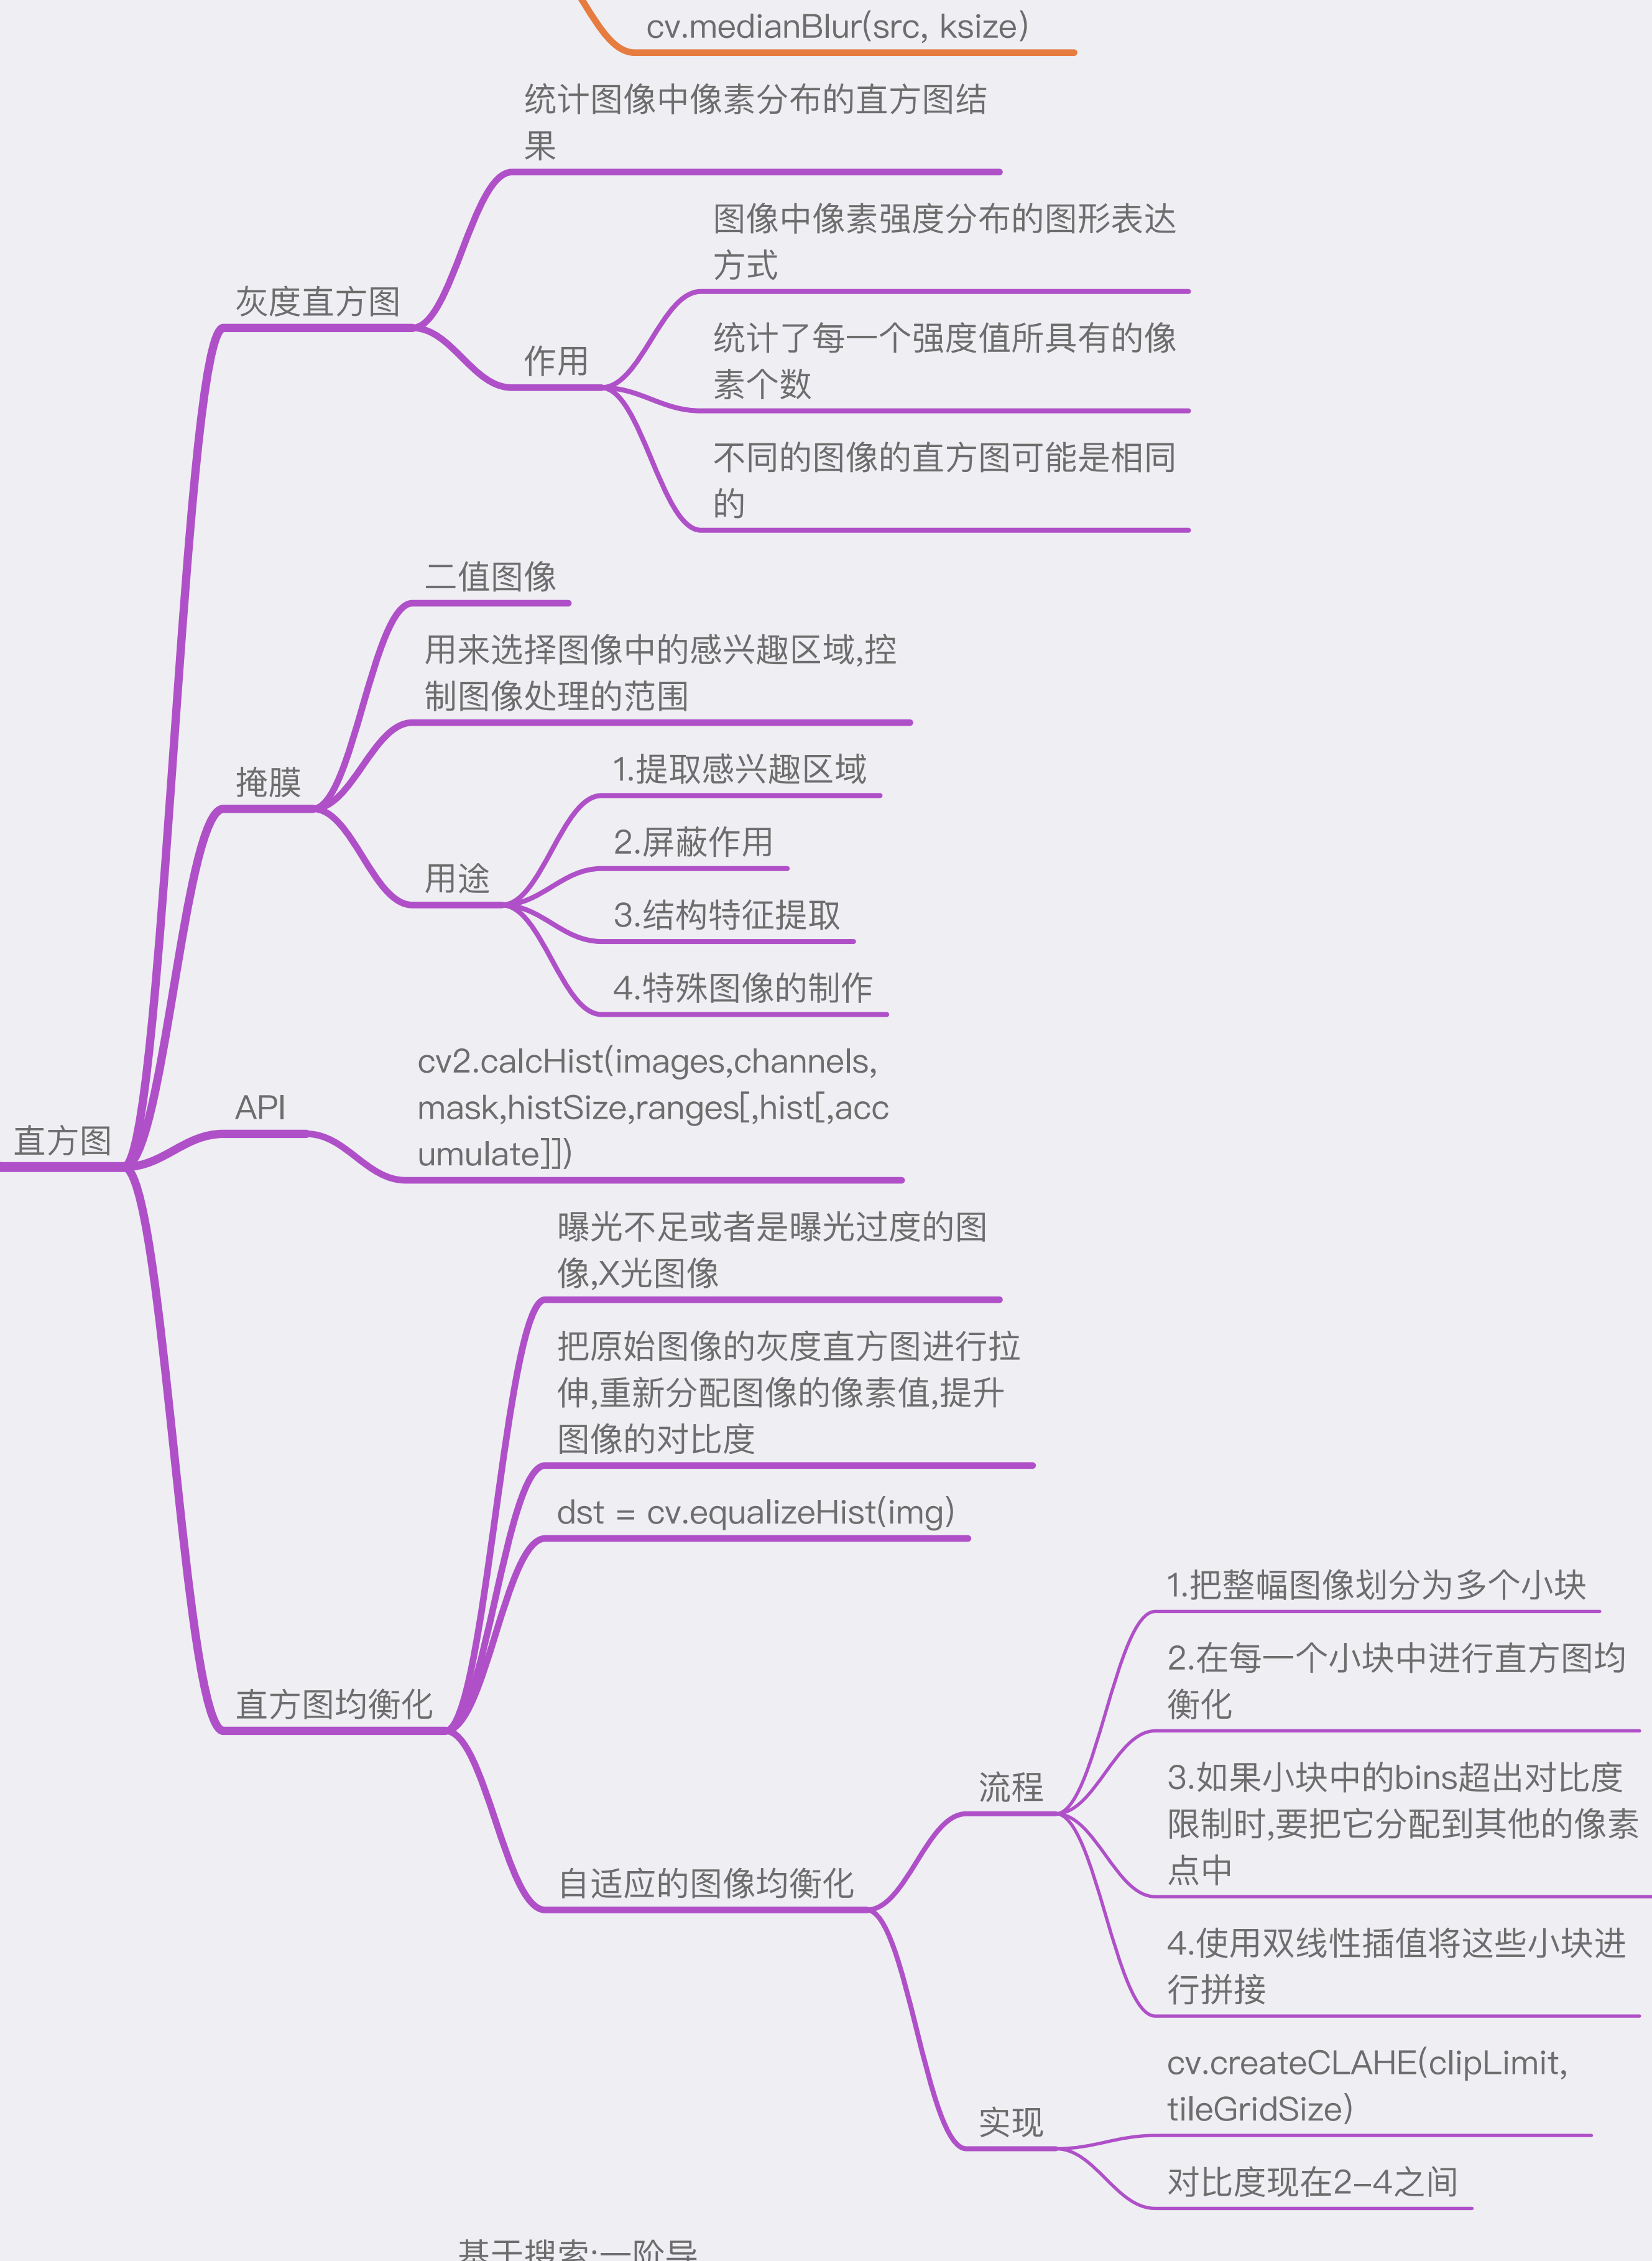 cv.medianBlur(src, ksize)
统计图像中像素分布的直方图结
果
图像中像素强度分布的图形表达
方式
灰度直方图
统计了每一个强度值所具有的像
素个数
作用
不同的图像的直方图可能是相同
的
二值图像
用来选择图像中的感兴趣区域,控
制图像处理的范围
掩膜
1.提取感兴趣区域
2.屏蔽作用
用途
3.结构特征提取
4.特殊图像的制作
cv2.calcHist(images,channels,
mask,histSize,ranges[,hist[,acc
umulate]])
API
直方图
曝光不足或者是曝光过度的图
像,X光图像
把原始图像的灰度直方图进行拉
伸,重新分配图像的像素值,提升
图像的对比度
dst = cv.equalizeHist(img)
直方图均衡化
1.把整幅图像划分为多个小块
2.在每一个小块中进行直方图均
衡化
流程
3.如果小块中的bins超出对比度
限制时,要把它分配到其他的像素
点中
自适应的图像均衡化
4.使用双线性插值将这些小块进
行拼接
cv.createCLAHE(clipLimit,
tileGridSize)
实现
对比度现在2-4之间
基于搜索:一阶导